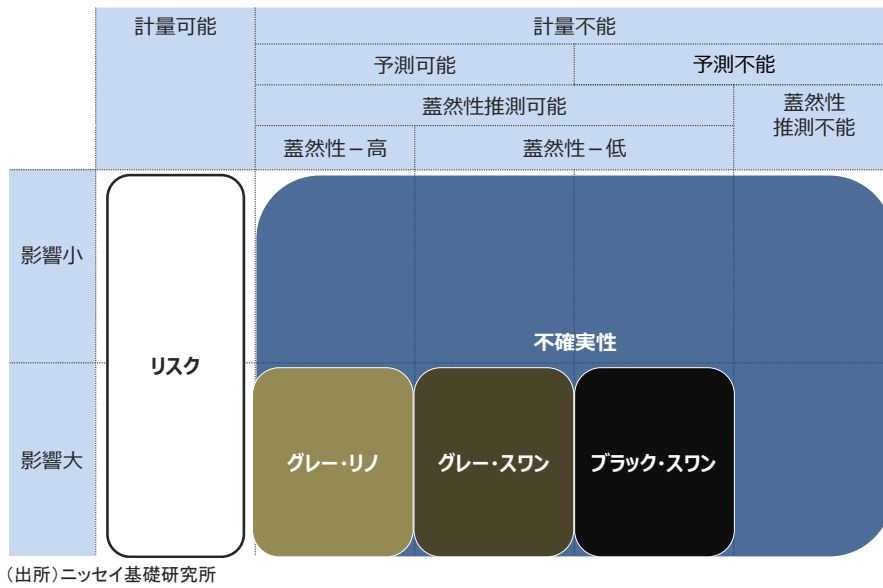 計量可能
計量不能
予測可能
予測不能
蓋然性推測可能
蓋然性
推測不能
蓋然性－高
蓋然性－低
影響小
不確実性
リスク
影響大
グレー・リノ
グレー・スワン
ブラック・スワン
（出所）ニッセイ基礎研究所